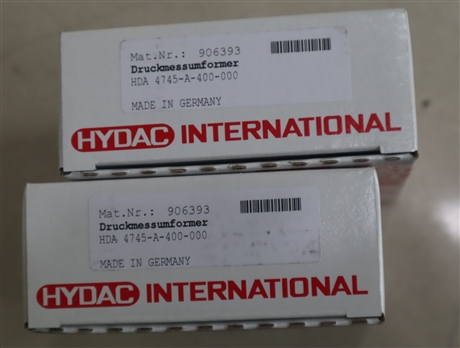 Mat.Nr.: 906393
Druckmessumformer
HDA 4745-A-400-000
MADE IN GERMANY
HYDAC INTERNATIONAL
Mat.Nr.: 906393
Druckmessumformer
HDA 4745-A-400-000
MADE IN GERMANY
HYDAC INTERNATIONAL